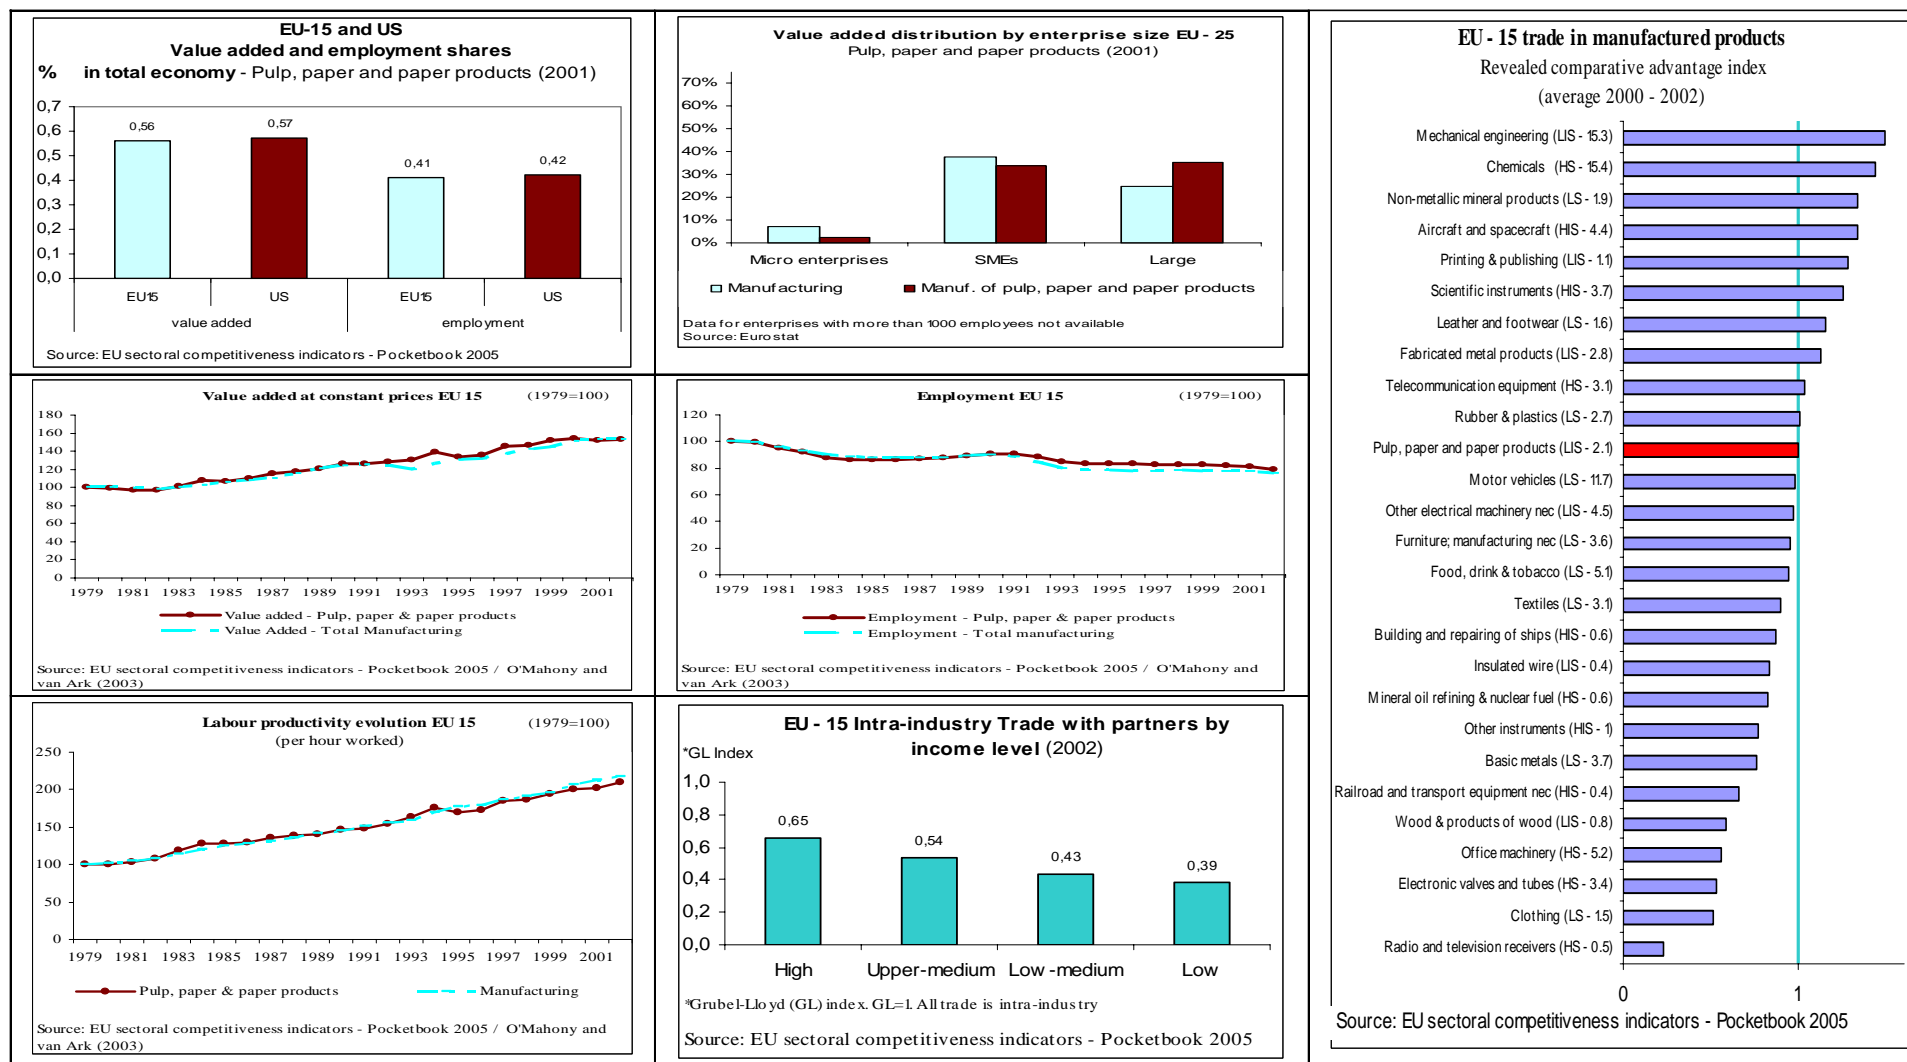 EU-15 and US
Value added and employment shares
% in total economy - Pulp, paper and paper products (2001)
0,7
0,6
0,5
0,4
0,3
0,2
0,1
0,0
0,56
0,57
0,41
0,42
EU15 US EU15 US
value added employment
Source: EU sectoral competitiveness indicators - Pocketbook 2005
Value added distribution by enterprise size EU - 25
Pulp, paper and paper products (2001)
70%
60%
50%
40%
30%
20%
10%
0%
Micro enterprises SMEs Large
Manufacturing Manuf. of pulp, paper and paper products
Data for enterprises with more than 1000 employees not available
Source: Eurostat
Value added at constant prices EU 15 (1979=100)
180
160
140
120
100
80
60
40
20
0
1979 1981 1983 1985 1987 1989 1991 1993 1995 1997 1999 2001
Value added - Pulp, paper & paper products
Value Added - Total Manufacturing
Source: EU sectoral competitiveness indicators - Pocketbook 2005 / O'Mahony and
van Ark (2003)
Employment EU 15 (1979=100)
120
100
80
60
40
20
0
1979 1981 1983 1985 1987 1989 1991 1993 1995 1997 1999 2001
Employment - Pulp, paper & paper products
Employment - Total manufacturing
Source: EU sectoral competitiveness indicators - Pocketbook 2005 / O'Mahony and
van Ark (2003)
Labour productivity evolution EU 15 (1979=100)
(per hour worked)
250
200
150
100
50
0
1979 1981 1983 1985 1987 1989 1991 1993 1995 1997 1999 2001
Pulp, paper & paper products Manufacturing
Source: EU sectoral competitiveness indicators - Pocketbook 2005 / O'Mahony and
van Ark (2003)
EU - 15 Intra-industry Trade with partners by
income level (2002)
*GL Index
1,0
0,8
0,6
0,4
0,2
0,0
0,65
0,54
0,43
0,39
High Upper-medium Low -medium Low
*Grubel-Lloyd (GL) index. GL=1. All trade is intra-industry
Source: EU sectoral competitiveness indicators - Pocketbook 2005
EU - 15 trade in manufactured products
Revealed comparative advantage index
(average 2000 - 2002)
Mechanical engineering (LIS - 15.3)
Chemicals (HS - 15.4)
Non-metallic mineral products (LS - 1.9)
Aircraft and spacecraft (HIS - 4.4)
Printing & publishing (LIS - 1.1)
Scientific instruments (HIS - 3.7)
Leather and footwear (LS - 1.6)
Fabricated metal products (LIS - 2.8)
Telecommunication equipment (HS - 3.1)
Rubber & plastics (LS - 2.7)
Pulp, paper and paper products (LIS - 2.1)
Motor vehicles (LS - 11.7)
Other electrical machinery nec (LIS - 4.5)
Furniture; manufacturing nec (LS - 3.6)
Food, drink & tobacco (LS - 5.1)
Textiles (LS - 3.1)
Building and repairing of ships (HIS - 0.6)
Insulated wire (LIS - 0.4)
Mineral oil refining & nuclear fuel (HS - 0.6)
Other instruments (HIS - 1)
Basic metals (LS - 3.7)
Railroad and transport equipment nec (HIS - 0.4)
Wood & products of wood (LIS - 0.8)
Office machinery (HS - 5.2)
Electronic valves and tubes (HS - 3.4)
Clothing (LS - 1.5)
Radio and television receivers (HS - 0.5)
0 1
Source: EU sectoral competitiveness indicators - Pocketbook 2005